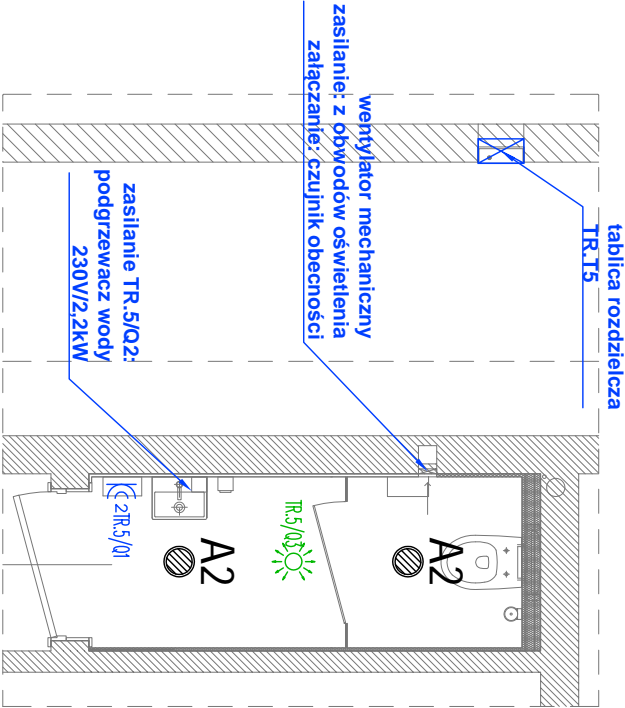 tablica rozdzielcza
TR.T5
wentylator mechaniczny
zasilanie: z obwodów oświetlenia
załączanie: czujnik obecności
zasilanie TR.5/Q2:
podgrzewacz wody
230V/2,2kW
A2
A2
TR.5/Q3
2TR.5/Q1